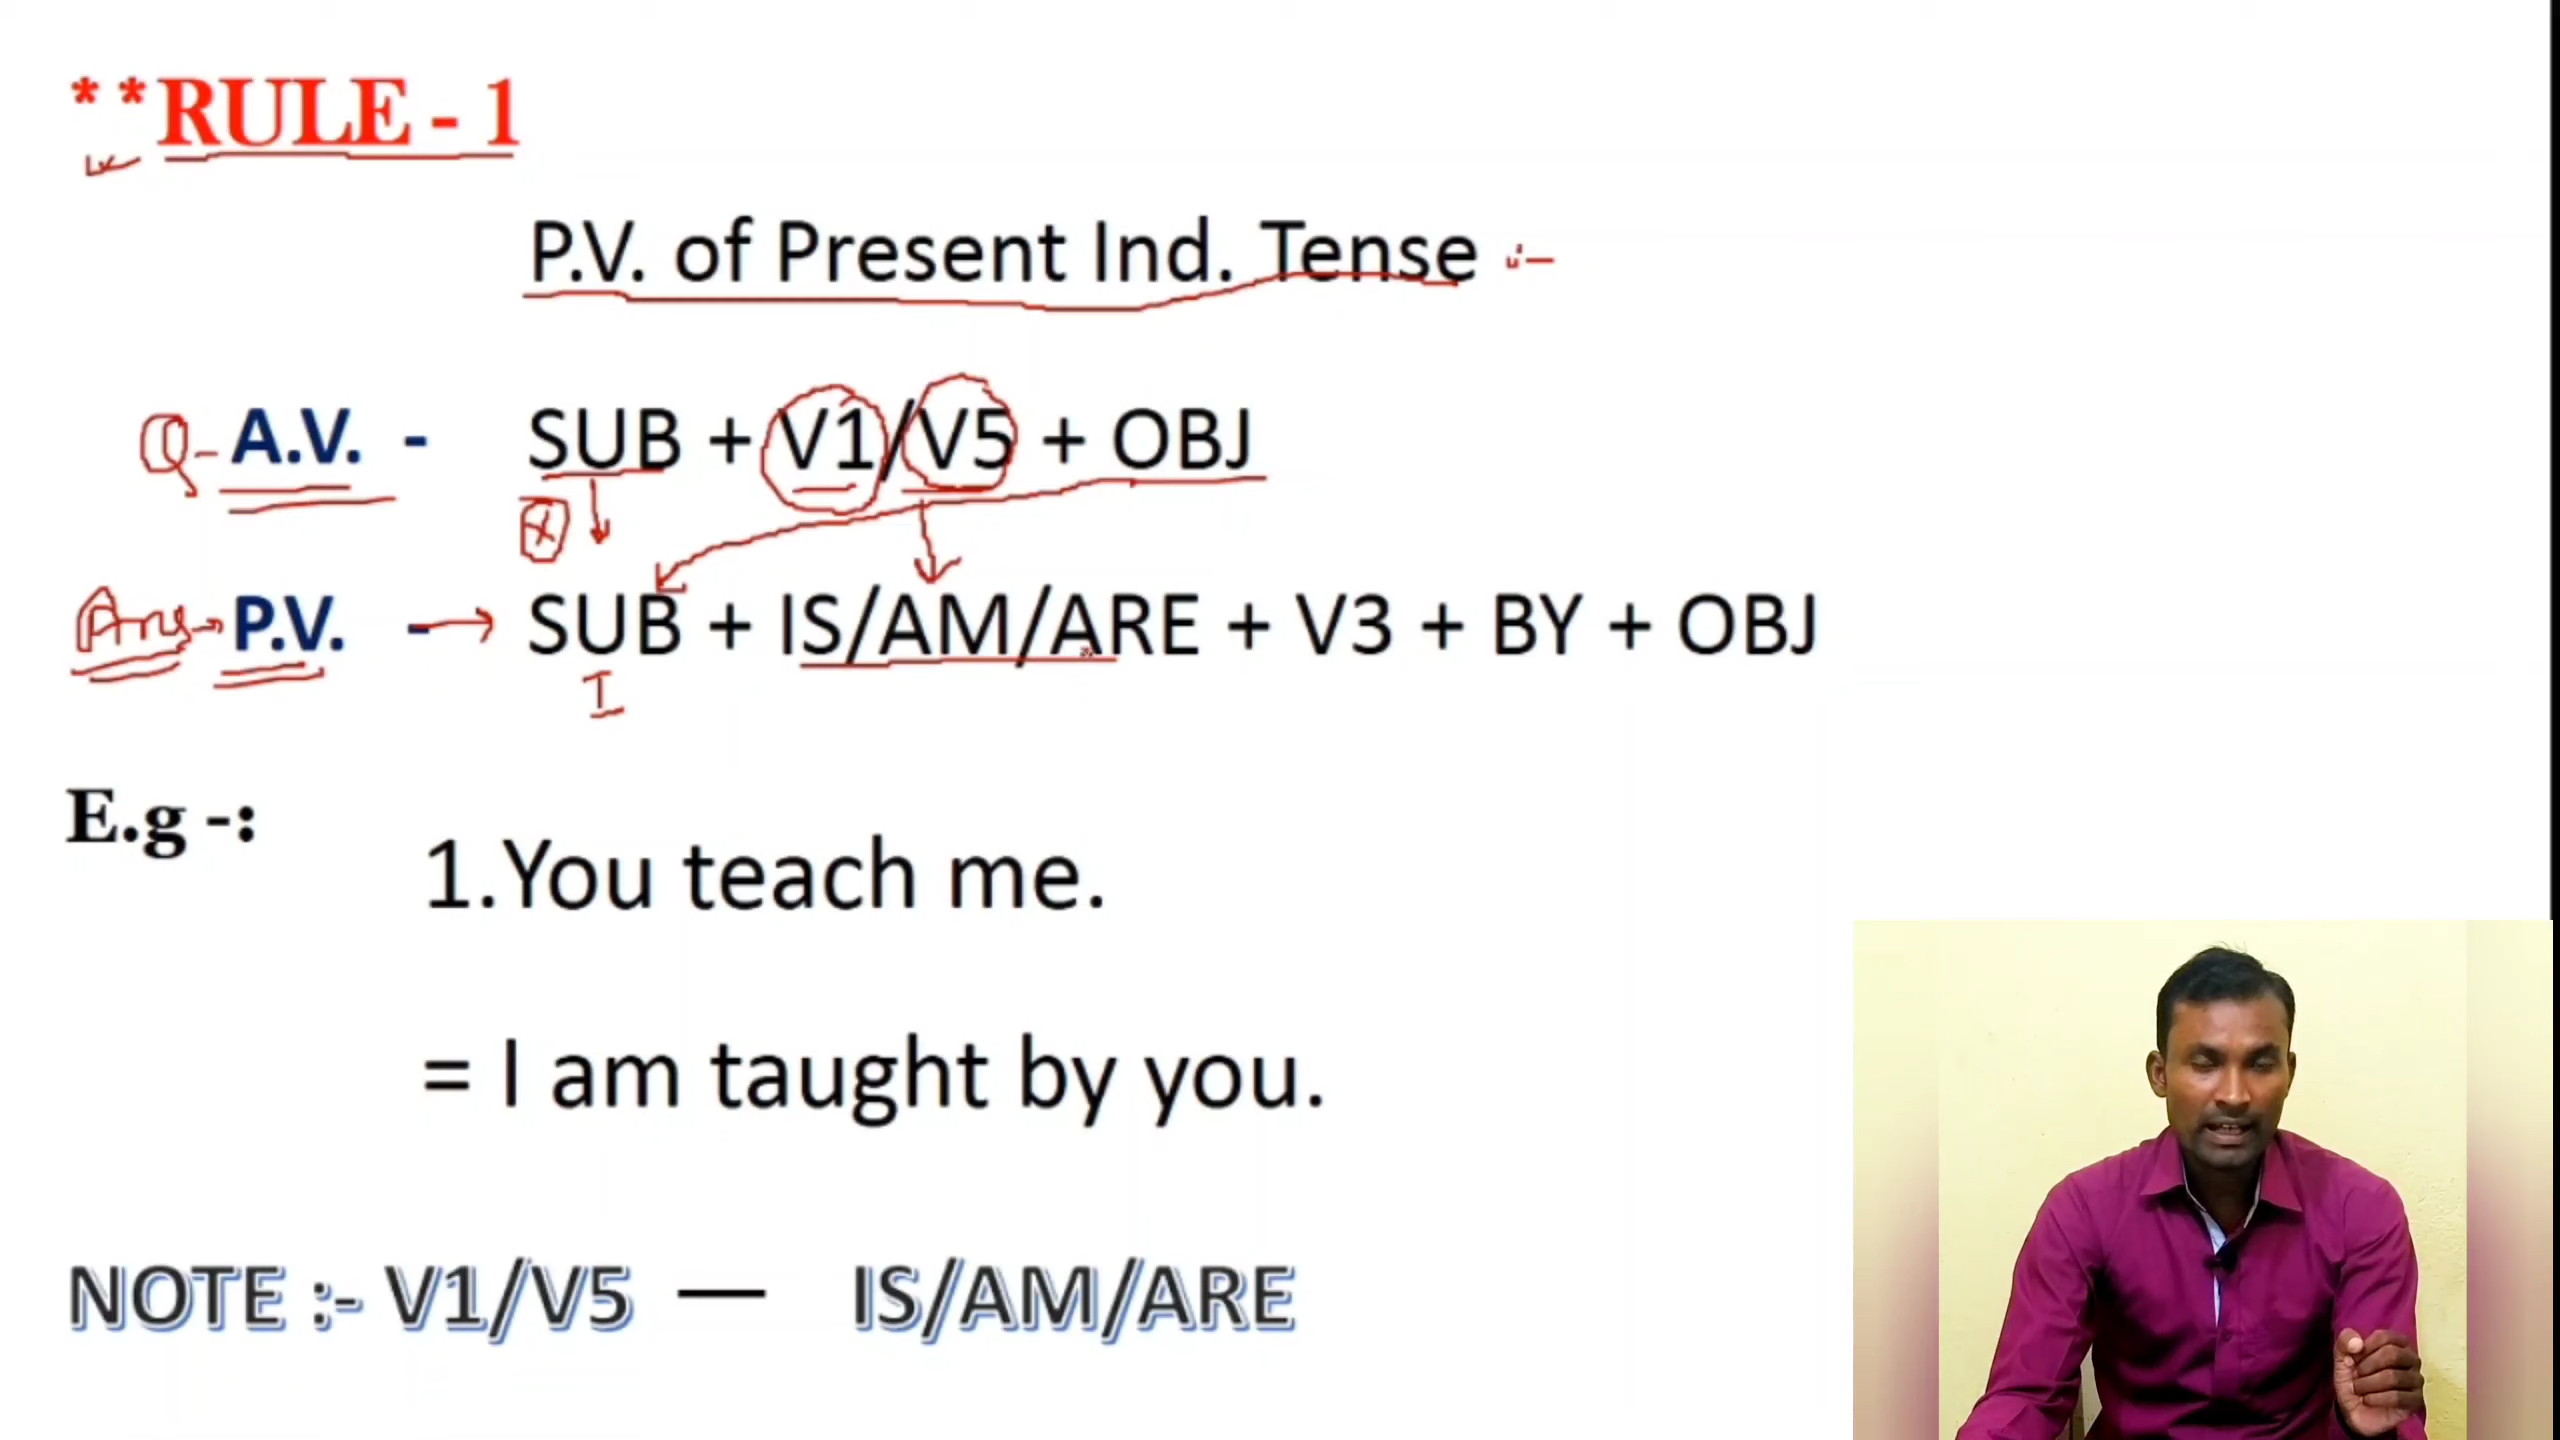 **RULE - 1
P.V. of Present Ind. Tense :-
Q- A.V. - SUB + V1/V5 + OBJ
x
Ans→ P.V. -→ SUB + IS/AM/ARE + V3 + BY + OBJ
I
E.g -:
1.You teach me.
= I am taught by you.
NOTE :- V1/V5 — IS/AM/ARE